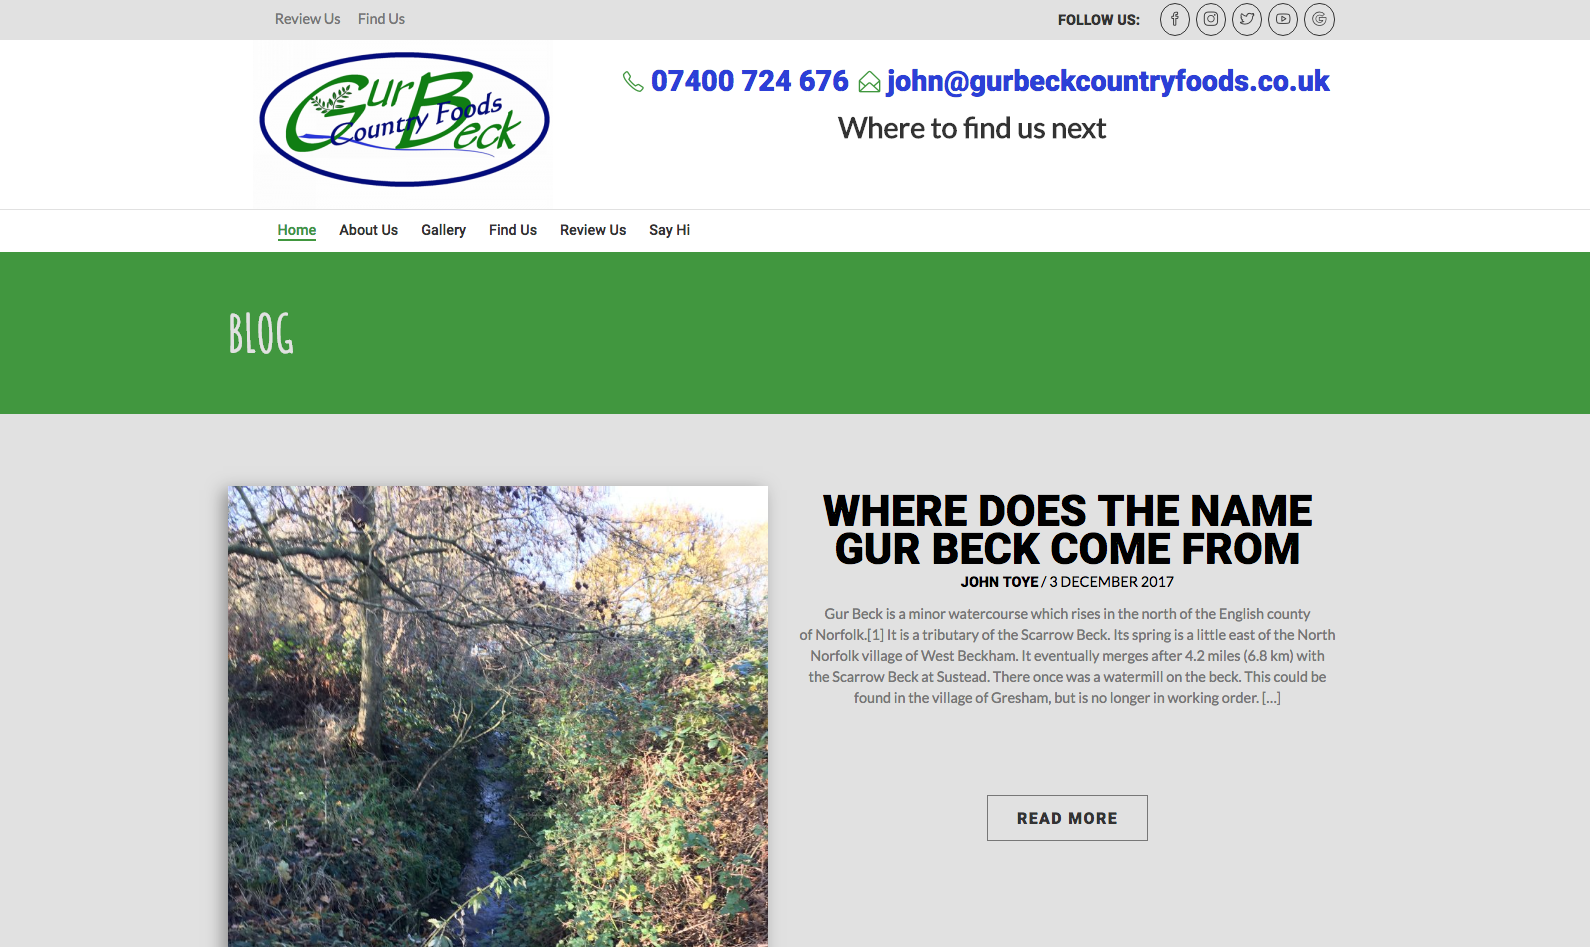 Review Us Find Us
FOLLOW US:
Gur Beck
Country Foods
07400 724 676 john@gurbeckcountryfoods.co.uk
Where to find us next
Home About Us Gallery Find Us Review Us Say Hi
BLOG
WHERE DOES THE NAME
GUR BECK COME FROM
JOHN TOYE / 3 DECEMBER 2017
Gur Beck is a minor watercourse which rises in the north of the English county
of Norfolk.[1] It is a tributary of the Scarrow Beck. Its spring is a little east of the North
Norfolk village of West Beckham. It eventually merges after 4.2 miles (6.8 km) with
the Scarrow Beck at Sustead. There once was a watermill on the beck. This could be
found in the village of Gresham, but is no longer in working order. [...]
READ MORE